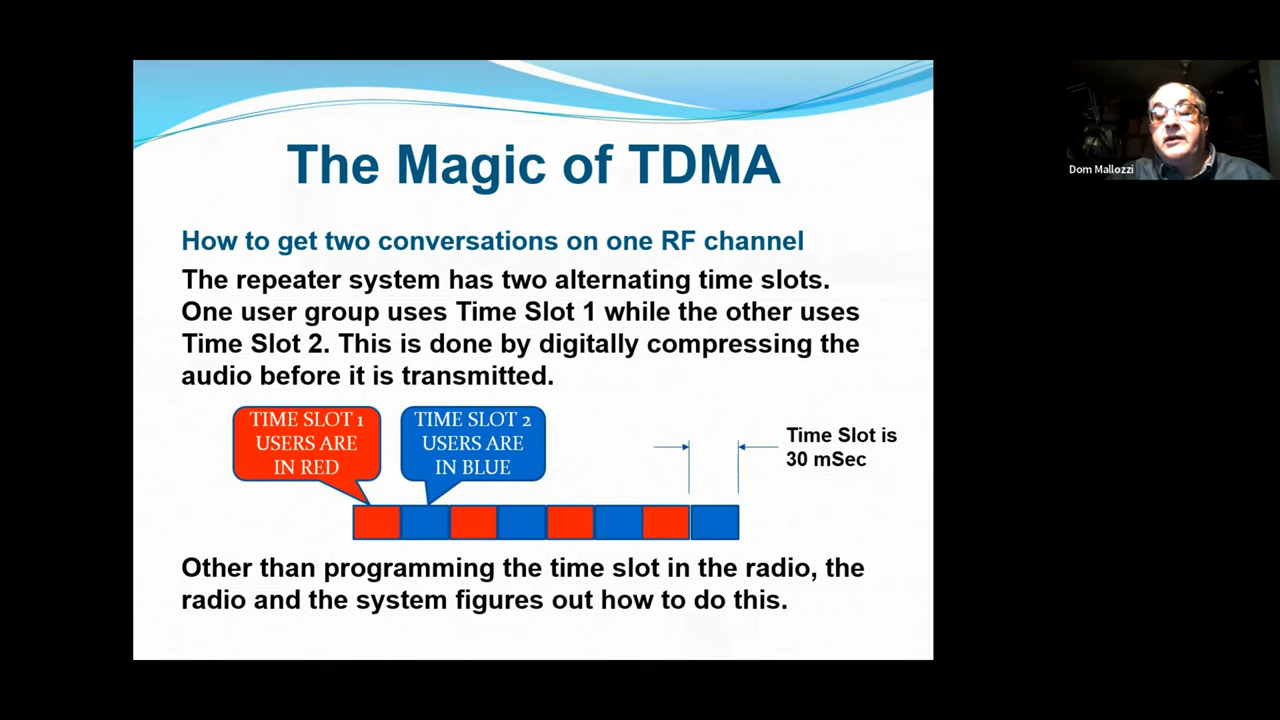 The Magic of TDMA
How to get two conversations on one RF channel
The repeater system has two alternating time slots.
One user group uses Time Slot 1 while the other uses
Time Slot 2. This is done by digitally compressing the
audio before it is transmitted.
TIME SLOT 1
USERS ARE
IN RED
TIME SLOT 2
USERS ARE
IN BLUE
Time Slot is
30 mSec
Other than programming the time slot in the radio, the
radio and the system figures out how to do this.
Dom Mallozzi